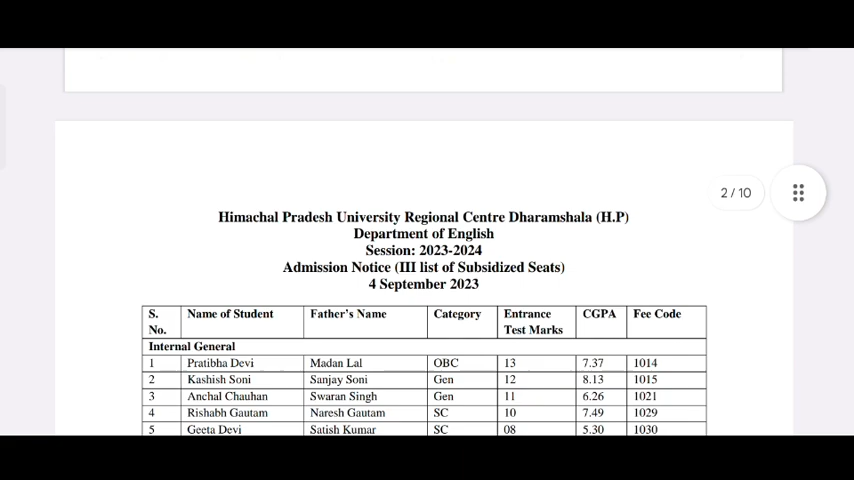 2 / 10
Himachal Pradesh University Regional Centre Dharamshala (H.P)
Department of English
Session: 2023-2024
Admission Notice (III list of Subsidized Seats)
4 September 2023
S. No. Name of Student Father's Name Category Entrance Test Marks CGPA Fee Code
Internal General
1 Pratibha Devi Madan Lal OBC 13 7.37 1014
2 Kashish Soni Sanjay Soni Gen 12 8.13 1015
3 Anchal Chauhan Swaran Singh Gen 11 6.26 1021
4 Rishabh Gautam Naresh Gautam SC 10 7.49 1029
5 Geeta Devi Satish Kumar SC 08 5.30 1030